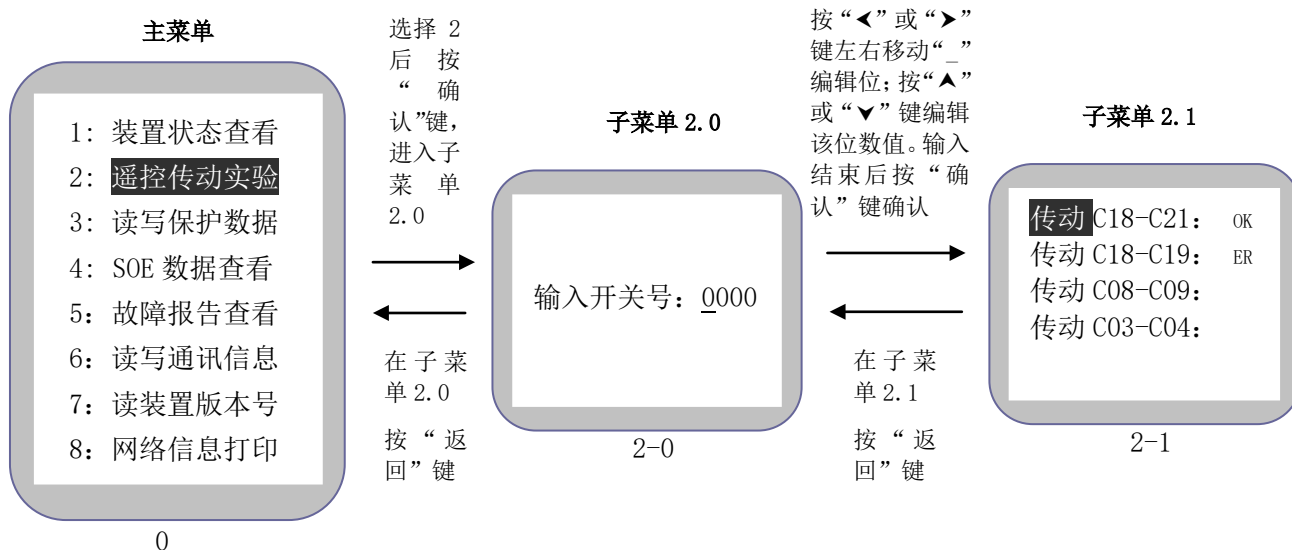 主菜单
1: 装置状态查看
2: 遥控传动实验
3: 读写保护数据
4: SOE 数据查看
5: 故障报告查看
6: 读写通讯信息
7: 读装置版本号
8: 网络信息打印
0
选择 2
后 按
“ 确
认”键，
进入子
菜 单
2.0
在子菜
单 2.0
按“返
回”键
子菜单 2.0
输入开关号: 0000
2-0
按“⮜”或“⮞”
键左右移动“_”
编辑位；按“⮝”
或“⮟”键编辑
该位数值。输入
结束后按“确
认”键确认
在子菜
单 2.1
按“返
回”键
子菜单 2.1
传动 C18-C21: OK
传动 C18-C19: ER
传动 C08-C09:
传动 C03-C04:
2-1